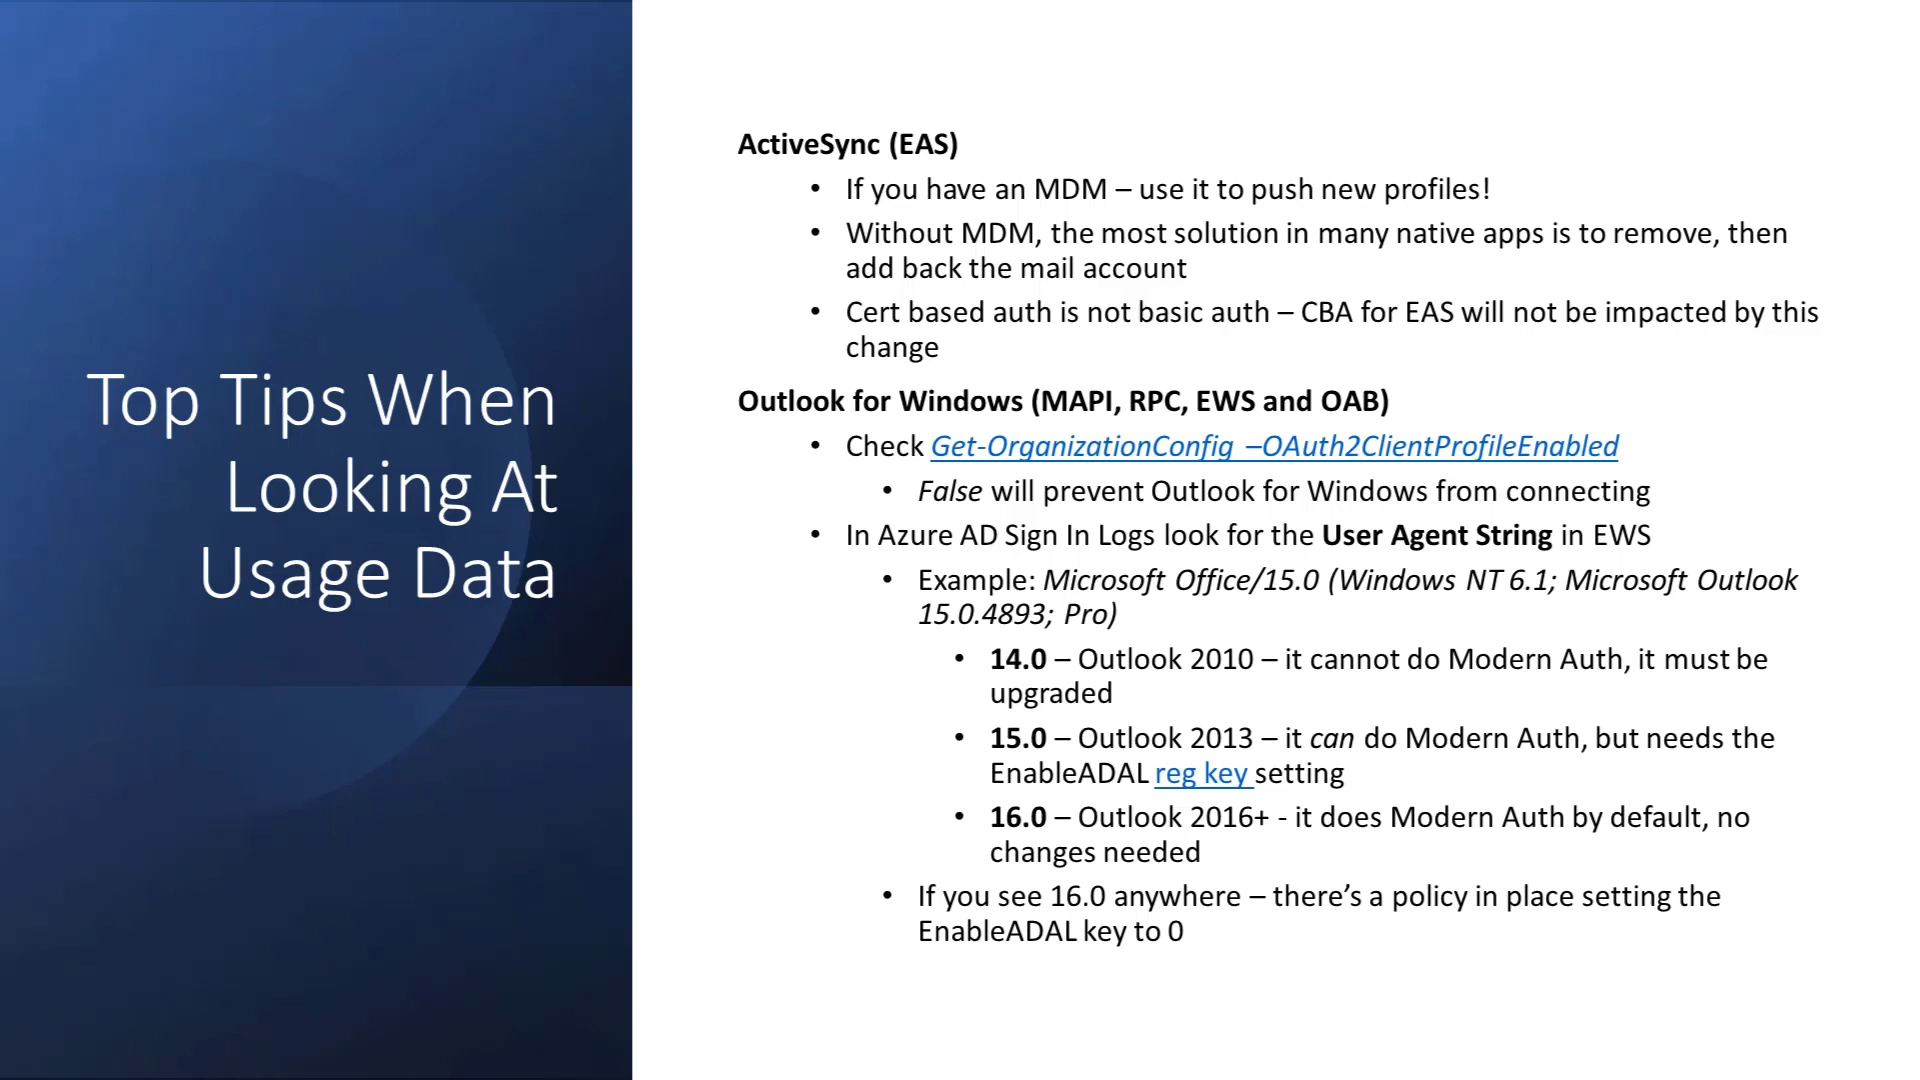 Top Tips When
Looking At
Usage Data
ActiveSync (EAS)
• If you have an MDM – use it to push new profiles!
• Without MDM, the most solution in many native apps is to remove, then
add back the mail account
• Cert based auth is not basic auth – CBA for EAS will not be impacted by this
change
Outlook for Windows (MAPI, RPC, EWS and OAB)
• Check Get-OrganizationConfig –OAuth2ClientProfileEnabled
• False will prevent Outlook for Windows from connecting
• In Azure AD Sign In Logs look for the User Agent String in EWS
• Example: Microsoft Office/15.0 (Windows NT 6.1; Microsoft Outlook
15.0.4893; Pro)
• 14.0 – Outlook 2010 – it cannot do Modern Auth, it must be
upgraded
• 15.0 – Outlook 2013 – it can do Modern Auth, but needs the
EnableADAL reg key setting
• 16.0 – Outlook 2016+ - it does Modern Auth by default, no
changes needed
• If you see 16.0 anywhere – there’s a policy in place setting the
EnableADAL key to 0